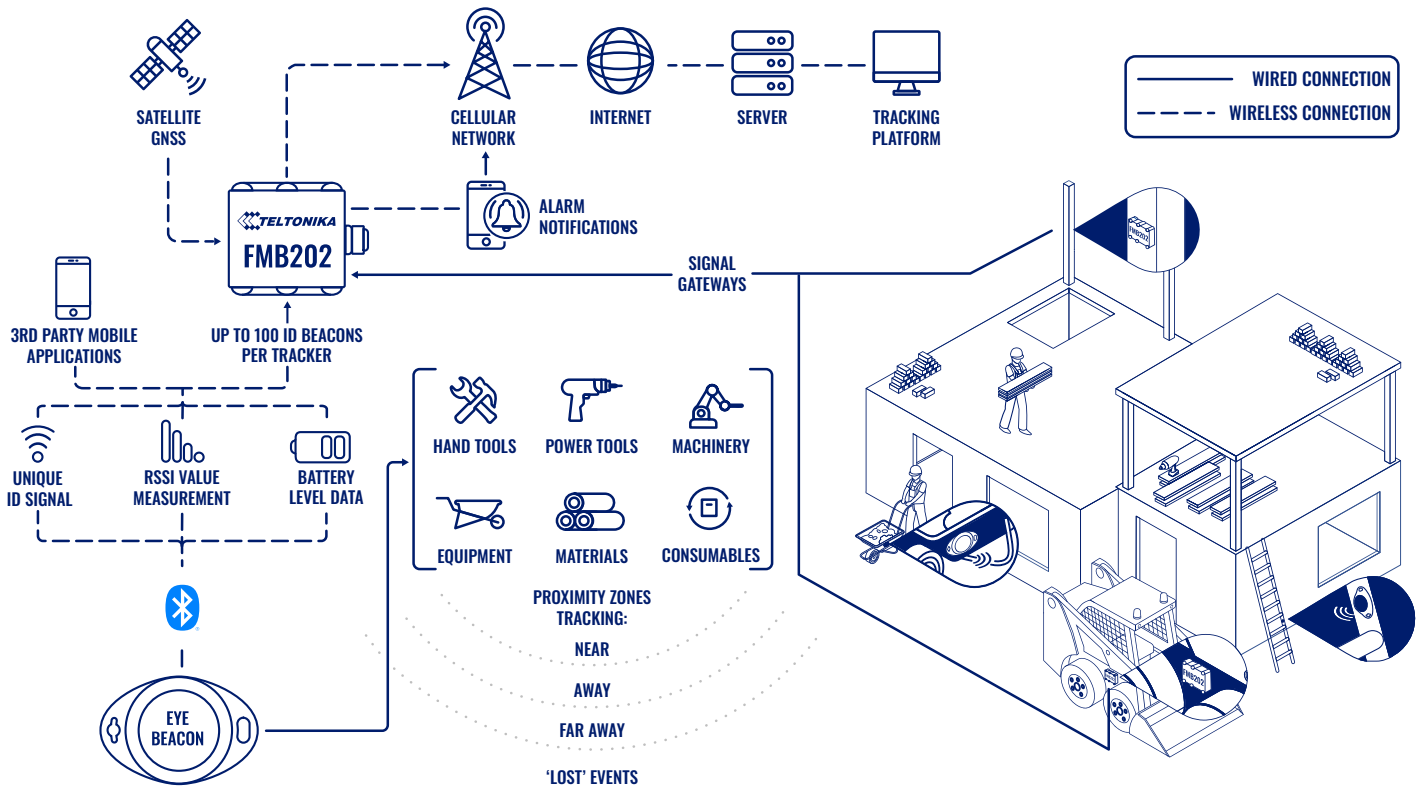 SATELLITE
GNSS
CELLULAR
NETWORK
INTERNET
SERVER
TRACKING
PLATFORM
WIRED CONNECTION
WIRELESS CONNECTION
TELTONIKA
FMB202
ALARM
NOTIFICATIONS
SIGNAL
GATEWAYS
FMB202
3RD PARTY MOBILE
APPLICATIONS
UP TO 100 ID BEACONS
PER TRACKER
UNIQUE
ID SIGNAL
RSSI VALUE
MEASUREMENT
BATTERY
LEVEL DATA
HAND TOOLS
POWER TOOLS
MACHINERY
EQUIPMENT
MATERIALS
CONSUMABLES
PROXIMITY ZONES
TRACKING:
NEAR
AWAY
FAR AWAY
‘LOST’ EVENTS
EYE
BEACON
FMB202